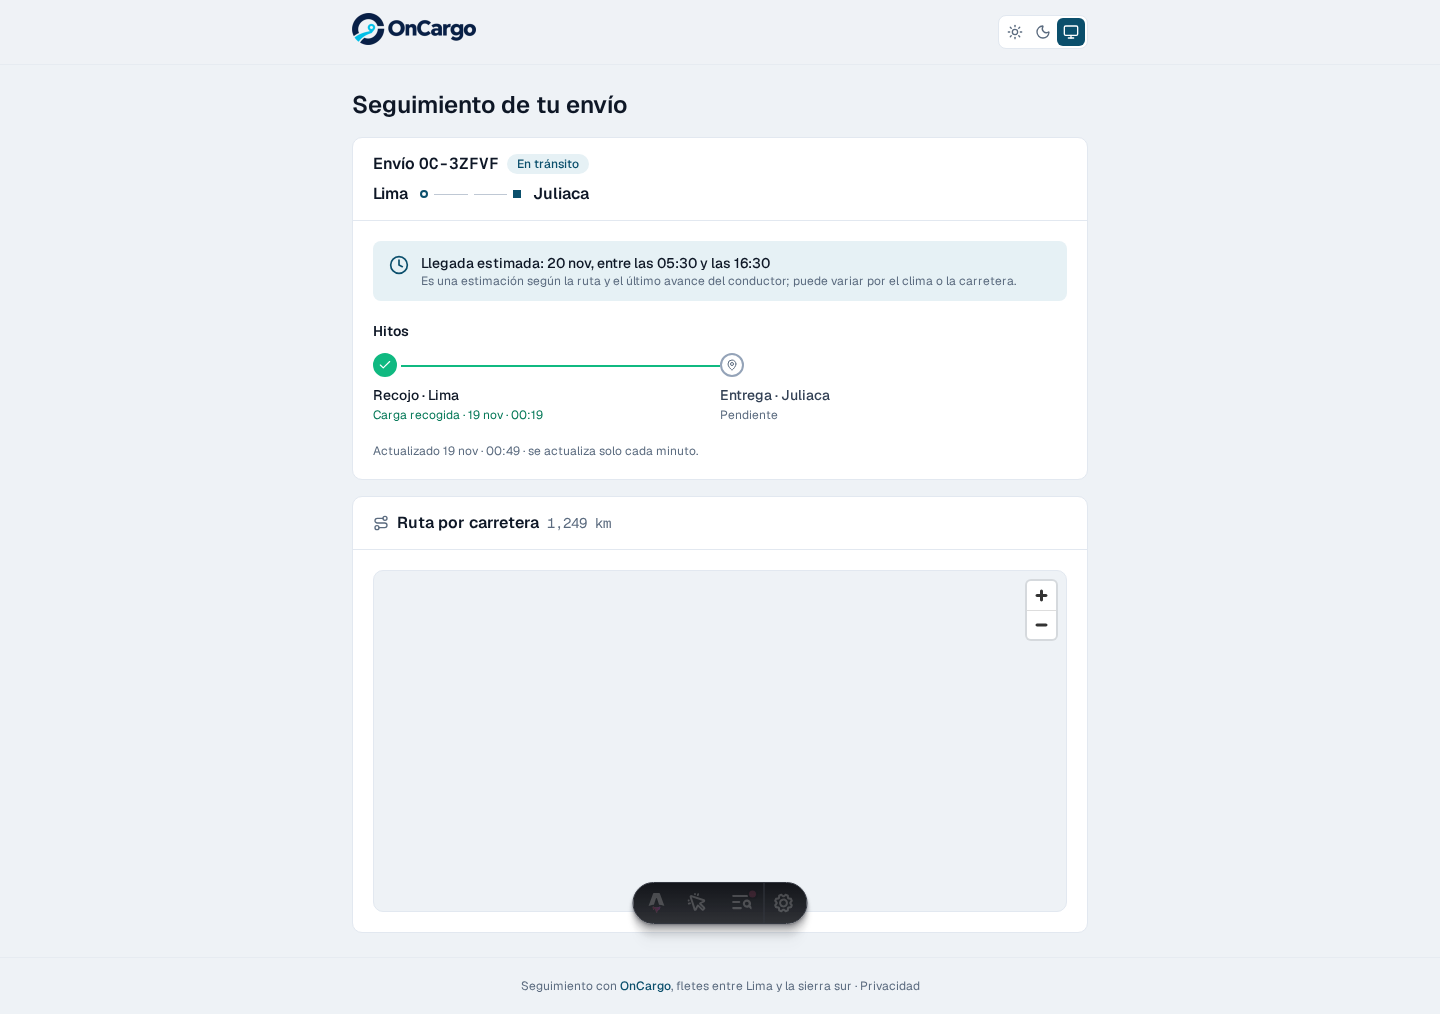 OnCargo
Seguimiento de tu envío
Envío OC-3ZFVF En tránsito
Lima Juliaca
Llegada estimada: 20 nov, entre las 05:30 y las 16:30
Es una estimación según la ruta y el último avance del conductor; puede variar por el clima o la carretera.
Hitos
Recojo · Lima
Carga recogida · 19 nov · 00:19
Entrega · Juliaca
Pendiente
Actualizado 19 nov · 00:49 · se actualiza solo cada minuto.
Ruta por carretera 1,249 km
Seguimiento con OnCargo, fletes entre Lima y la sierra sur · Privacidad